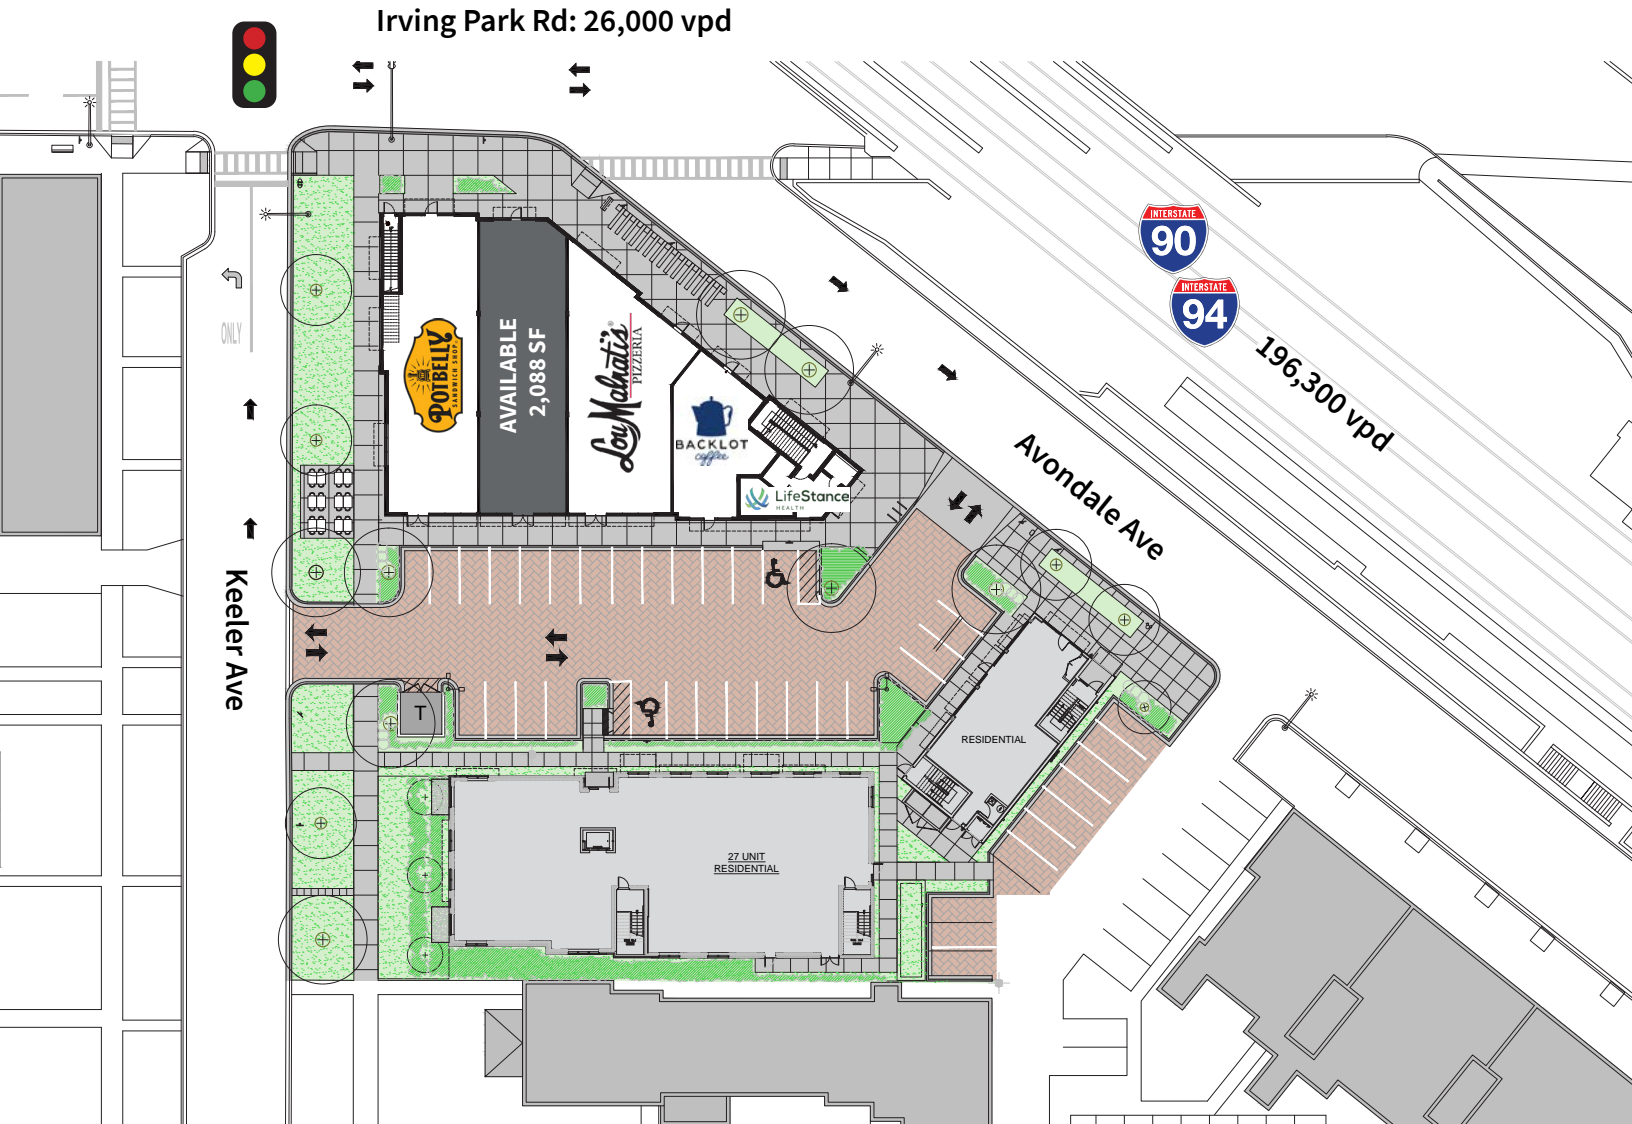 Irving Park Rd: 26,000 vpd
INTERSTATE
90
INTERSTATE
94
196,300 vpd
ONLY
POTBELLY
SANDWICH SHOP
AVAILABLE
2,088 SF
Lou Malnati's
PIZZERIA
BACKLOT
coffee
LifeStance
HEALTH
Avondale Ave
Keeler Ave
T
RESIDENTIAL
27 UNIT
RESIDENTIAL